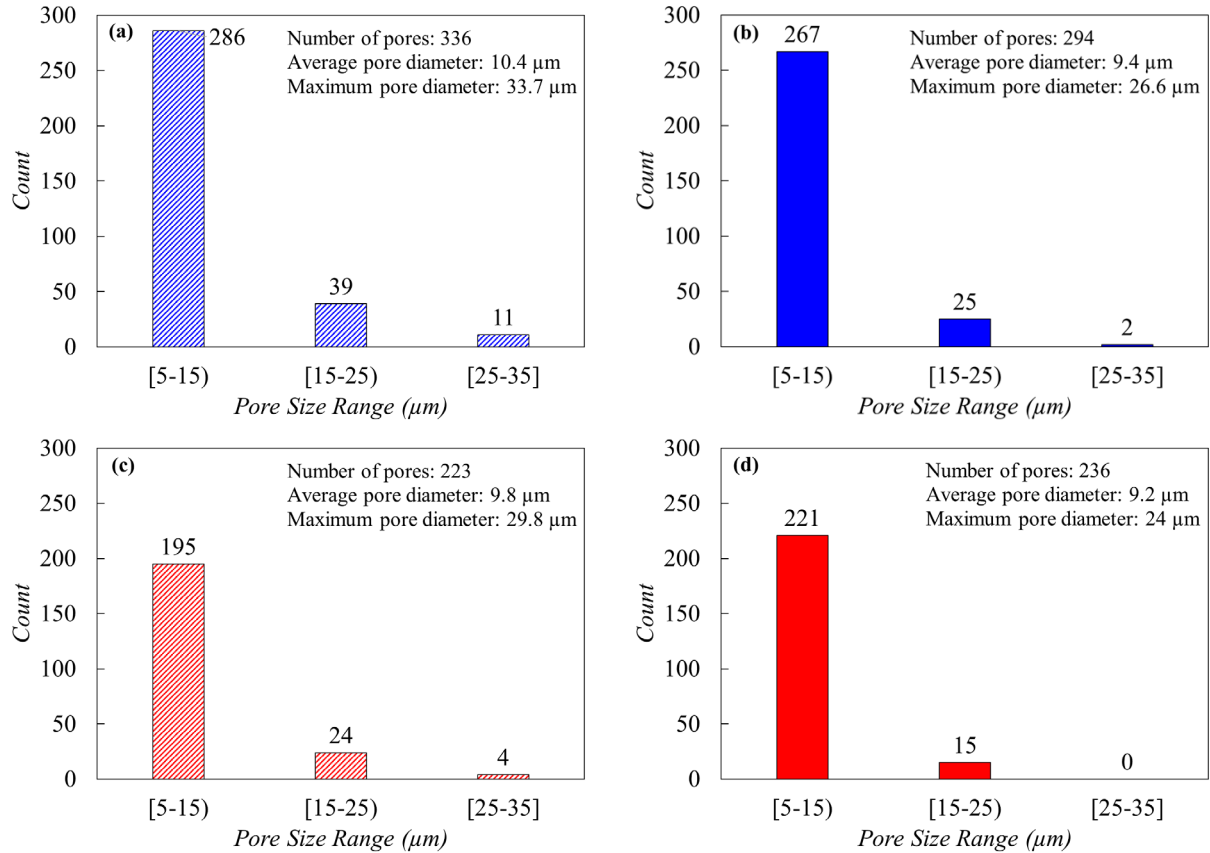 (a)
Number of pores: 336
Average pore diameter: 10.4 µm
Maximum pore diameter: 33.7 µm
300
250
200
150
100
50
0
Count
286
39
11
[5-15)
[15-25)
[25-35]
Pore Size Range (µm)
(b)
Number of pores: 294
Average pore diameter: 9.4 µm
Maximum pore diameter: 26.6 µm
300
250
200
150
100
50
0
Count
267
25
2
[5-15)
[15-25)
[25-35]
Pore Size Range (µm)
(c)
Number of pores: 223
Average pore diameter: 9.8 µm
Maximum pore diameter: 29.8 µm
300
250
200
150
100
50
0
Count
195
24
4
[5-15)
[15-25)
[25-35]
Pore Size Range (µm)
(d)
Number of pores: 236
Average pore diameter: 9.2 µm
Maximum pore diameter: 24 µm
300
250
200
150
100
50
0
Count
221
15
0
[5-15)
[15-25)
[25-35]
Pore Size Range (µm)